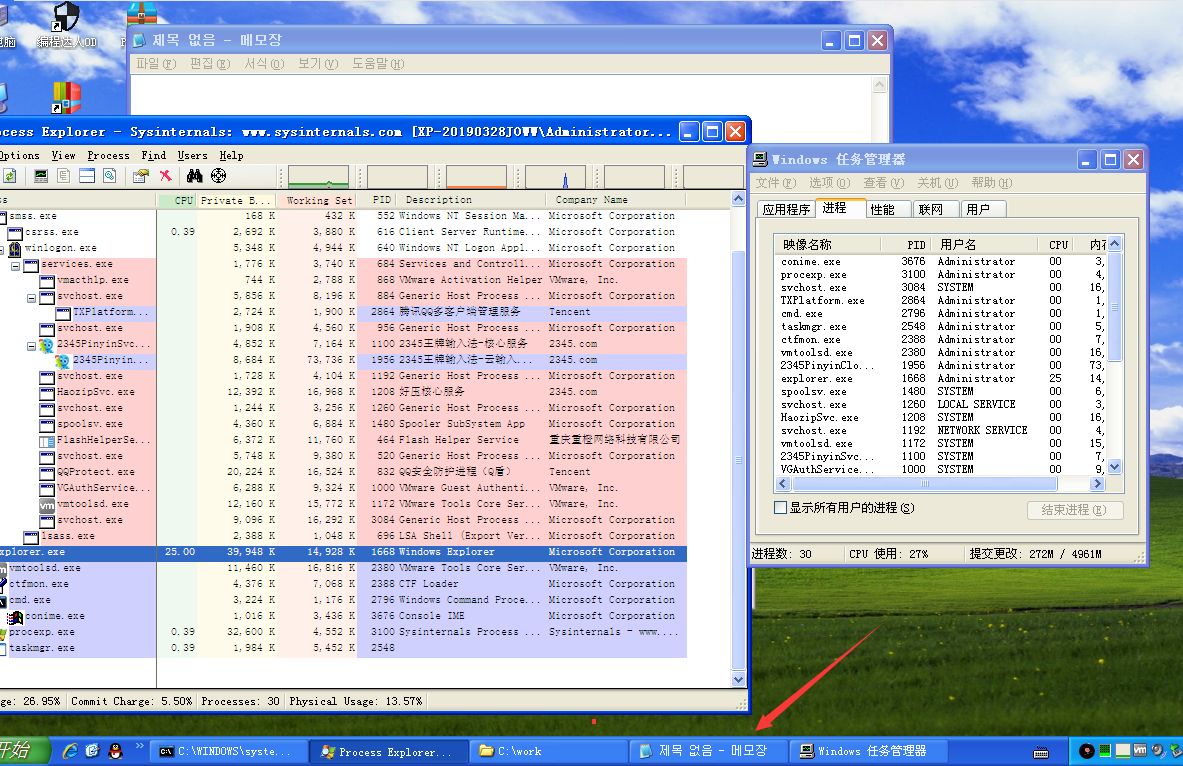 编程达人OD
제목 없음 - 메모장
파일(F) 편집(E) 서식(O) 보기(V) 도움말(H)
cess Explorer - Sysinternals: www.sysinternals.com [XP-20190328JOWW\Administrator...
Options View Process Find Users Help
CPU Private B... Working Set PID Description Company Name
smss.exe 168 K 432 K 552 Windows NT Session Ma... Microsoft Corporation
csrss.exe 0.39 2,692 K 3,880 K 616 Client Server Runtime... Microsoft Corporation
winlogon.exe 5,348 K 4,944 K 640 Windows NT Logon Appl... Microsoft Corporation
services.exe 1,776 K 3,740 K 684 Services and Controll... Microsoft Corporation
vmacthlp.exe 744 K 2,788 K 868 VMware Activation Helper VMware, Inc.
svchost.exe 5,856 K 8,196 K 884 Generic Host Process ... Microsoft Corporation
TXPlatform... 2,724 K 1,900 K 2864 腾讯QQ多客户端管理服务 Tencent
svchost.exe 1,908 K 4,560 K 956 Generic Host Process ... Microsoft Corporation
2345PinyinSvc... 4,852 K 7,164 K 1100 2345王牌输入法-核心服务 2345.com
2345Pinyin... 8,684 K 73,736 K 1956 2345王牌输入法-云输入... 2345.com
svchost.exe 1,728 K 4,104 K 1192 Generic Host Process ... Microsoft Corporation
HaozipSvc.exe 12,392 K 16,968 K 1208 好压核心服务 2345.com
svchost.exe 1,244 K 3,256 K 1260 Generic Host Process ... Microsoft Corporation
spoolsv.exe 4,360 K 6,884 K 1480 Spooler SubSystem App Microsoft Corporation
FlashHelperSe... 6,372 K 11,760 K 464 Flash Helper Service 重庆重橙网络科技有限公司
svchost.exe 5,748 K 9,380 K 520 Generic Host Process ... Microsoft Corporation
QQProtect.exe 20,224 K 16,524 K 832 QQ安全防护进程（Q盾） Tencent
VGAuthService... 6,288 K 9,324 K 1000 VMware Guest Authenti... VMware, Inc.
vmtoolsd.exe 12,160 K 15,772 K 1172 VMware Tools Core Ser... VMware, Inc.
svchost.exe 9,096 K 16,292 K 3084 Generic Host Process ... Microsoft Corporation
lsass.exe 2,388 K 1,048 K 696 LSA Shell (Export Ver... Microsoft Corporation
xplorer.exe 25.00 39,948 K 14,928 K 1668 Windows Explorer Microsoft Corporation
vmtoolsd.exe 11,460 K 16,816 K 2380 VMware Tools Core Ser... VMware, Inc.
ctfmon.exe 4,376 K 7,068 K 2388 CTF Loader Microsoft Corporation
cmd.exe 3,224 K 1,176 K 2796 Windows Command Proce... Microsoft Corporation
conime.exe 1,016 K 3,436 K 3676 Console IME Microsoft Corporation
procexp.exe 0.39 32,600 K 4,552 K 3100 Sysinternals Process ... Sysinternals - www....
taskmgr.exe 0.39 1,984 K 5,452 K 2548
ge: 26.95% Commit Charge: 5.50% Processes: 30 Physical Usage: 13.57%
Windows 任务管理器
文件(F) 选项(O) 查看(V) 关机(U) 帮助(H)
应用程序 进程 性能 联网 用户
映像名称 PID 用户名 CPU 内存
conime.exe 3676 Administrator 00 3,
procexp.exe 3100 Administrator 00 4,
svchost.exe 3084 SYSTEM 00 16,
TXPlatform.exe 2864 Administrator 00 1,
cmd.exe 2796 Administrator 00 1,
taskmgr.exe 2548 Administrator 00 5,
ctfmon.exe 2388 Administrator 00 7,
vmtoolsd.exe 2380 Administrator 00 16,
2345PinyinClo... 1956 Administrator 00 73,
explorer.exe 1668 Administrator 25 14,
spoolsv.exe 1480 SYSTEM 00 6,
svchost.exe 1260 LOCAL SERVICE 00 3,
HaozipSvc.exe 1208 SYSTEM 00 16,
svchost.exe 1192 NETWORK SERVICE 00 4,
vmtoolsd.exe 1172 SYSTEM 00 15,
2345PinyinSvc... 1100 SYSTEM 00 7,
VGAuthService... 1000 SYSTEM 00 9,
显示所有用户的进程(S)
结束进程(E)
进程数: 30 CPU 使用: 27% 提交更改: 272M / 4961M
开始 C:\WINDOWS\syste... Process Explorer... C:\work 제목 없음 - 메모장 Windows 任务管理器